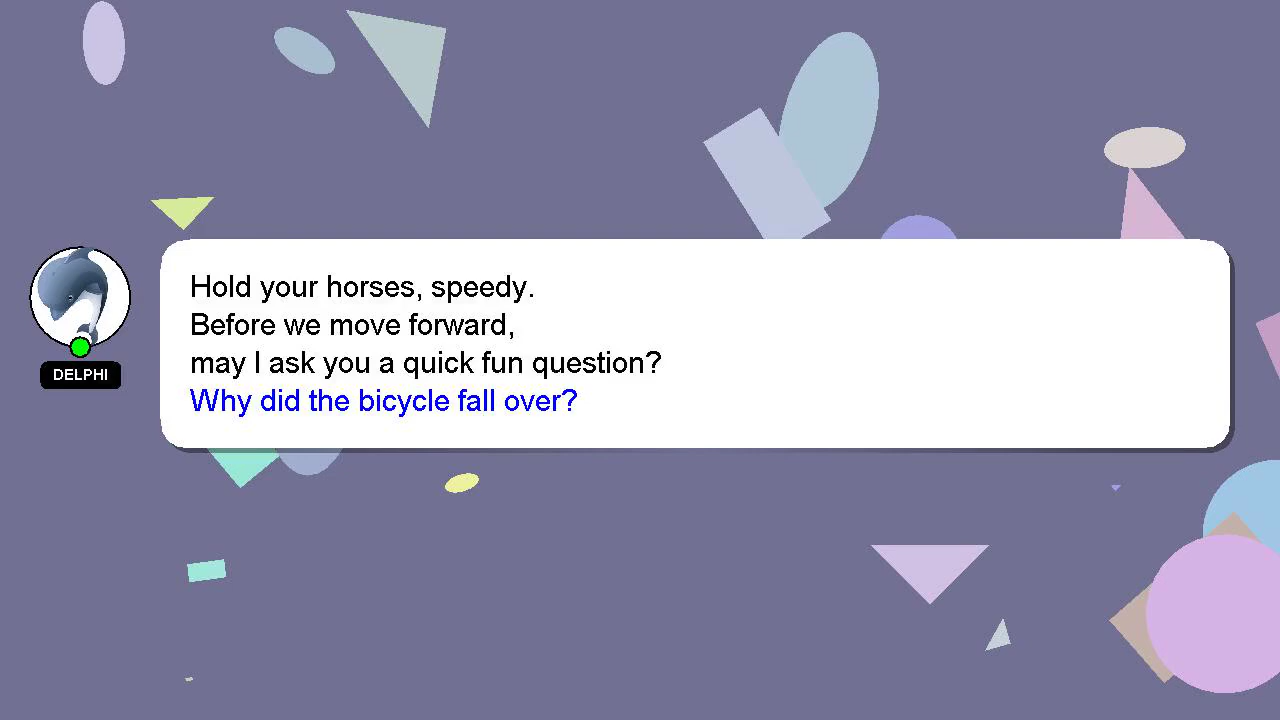 Hold your horses, speedy.
Before we move forward,
may I ask you a quick fun question?
Why did the bicycle fall over?
DELPHI